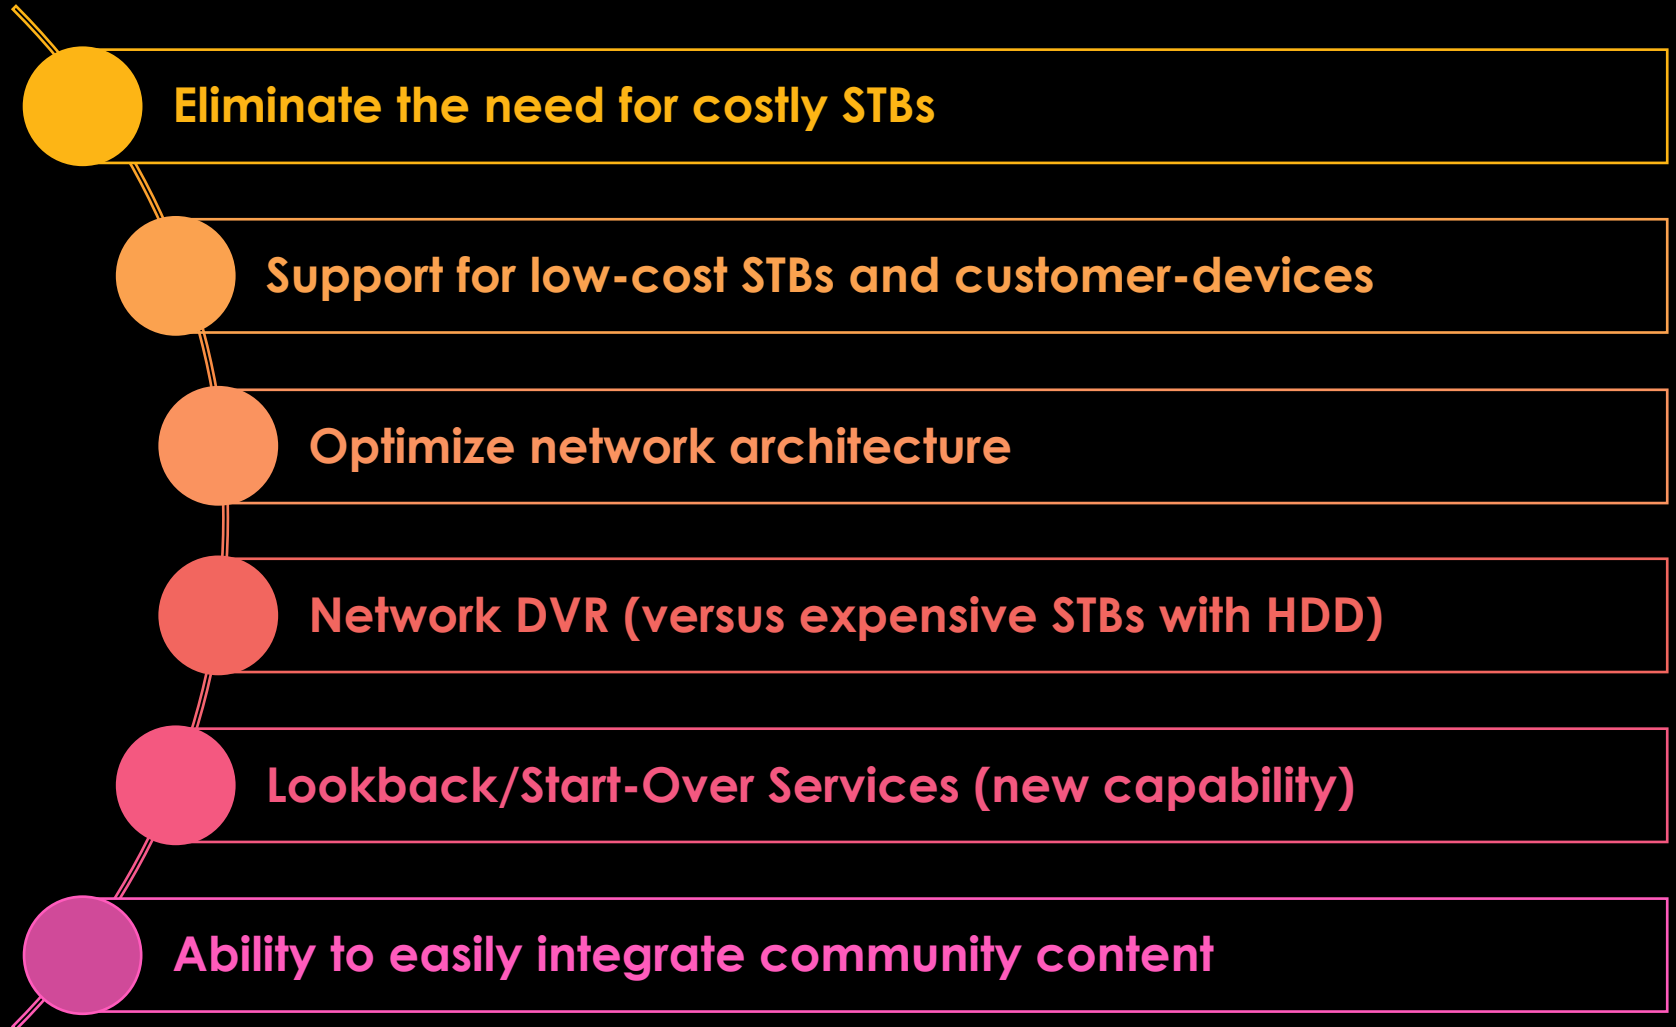 Eliminate the need for costly STBs
Support for low-cost STBs and customer-devices
Optimize network architecture
Network DVR (versus expensive STBs with HDD)
Lookback/Start-Over Services (new capability)
Ability to easily integrate community content